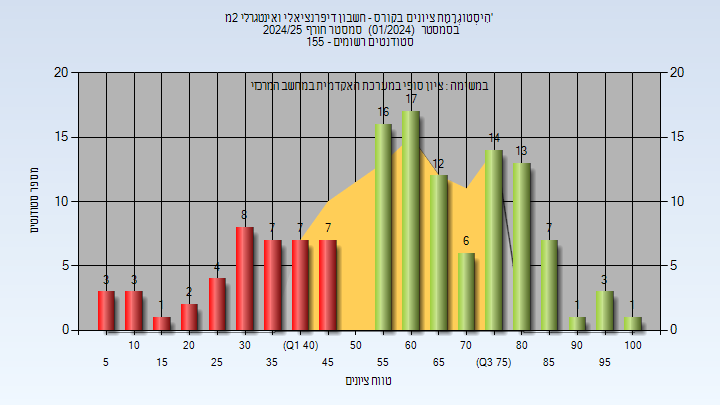 הִיסְטוֹגְרָמַת ציונים בקורס - חשבון דיפרנציאלי ואינטגרלי 2מ'
בסמסטר (01/2024) סמסטר חורף 2024/25
סטודנטים רשומים - 155
במשימה : ציון סופי במערכת האקדמית במחשב המרכזי
מספר סטודנטים
20 20
15 15
10 10
5 5
0 0
3 3 1 2 4 8 7 7 7 16 17 12 6 14 13 7 1 3 1
10 20 30 (Q1 40) 50 60 70 80 90 100
5 15 25 35 45 55 65 (Q3 75) 85 95
טווח ציונים